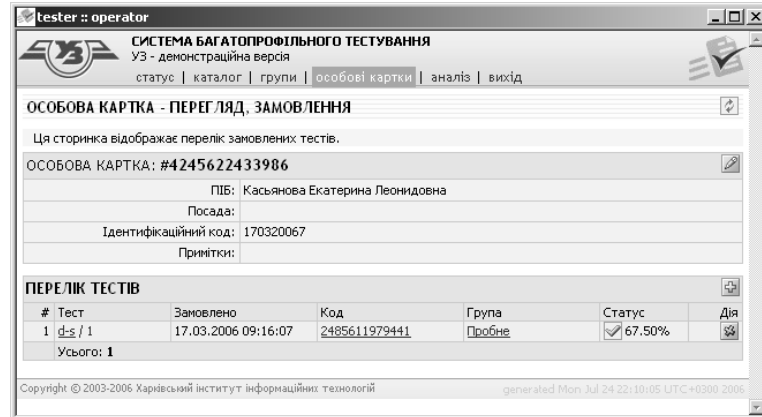 tester :: operator
УЗ
СИСТЕМА БАГАТОПРОФІЛЬНОГО ТЕСТУВАННЯ
УЗ - демонстраційна версія
статус | каталог | групи | особові картки | аналіз | вихід
ОСОБОВА КАРТКА - ПЕРЕГЛЯД, ЗАМОВЛЕННЯ
Ця сторинка відображає перелік замовлених тестів.
ОСОБОВА КАРТКА: #4245622433986
ПІБ: Касьянова Екатерина Леонидовна
Посада:
Ідентифікаційний код: 170320067
Примітки:
ПЕРЕЛІК ТЕСТІВ
# Тест Замовлено Код Група Статус Дія
1 d-s / 1 17.03.2006 09:16:07 2485611979441 Пробне 67.50%
Усього: 1
Copyright © 2003-2006 Харківський інститут інформаційних технологій generated Mon Jul 24 22:10:05 UTC+0300 2006